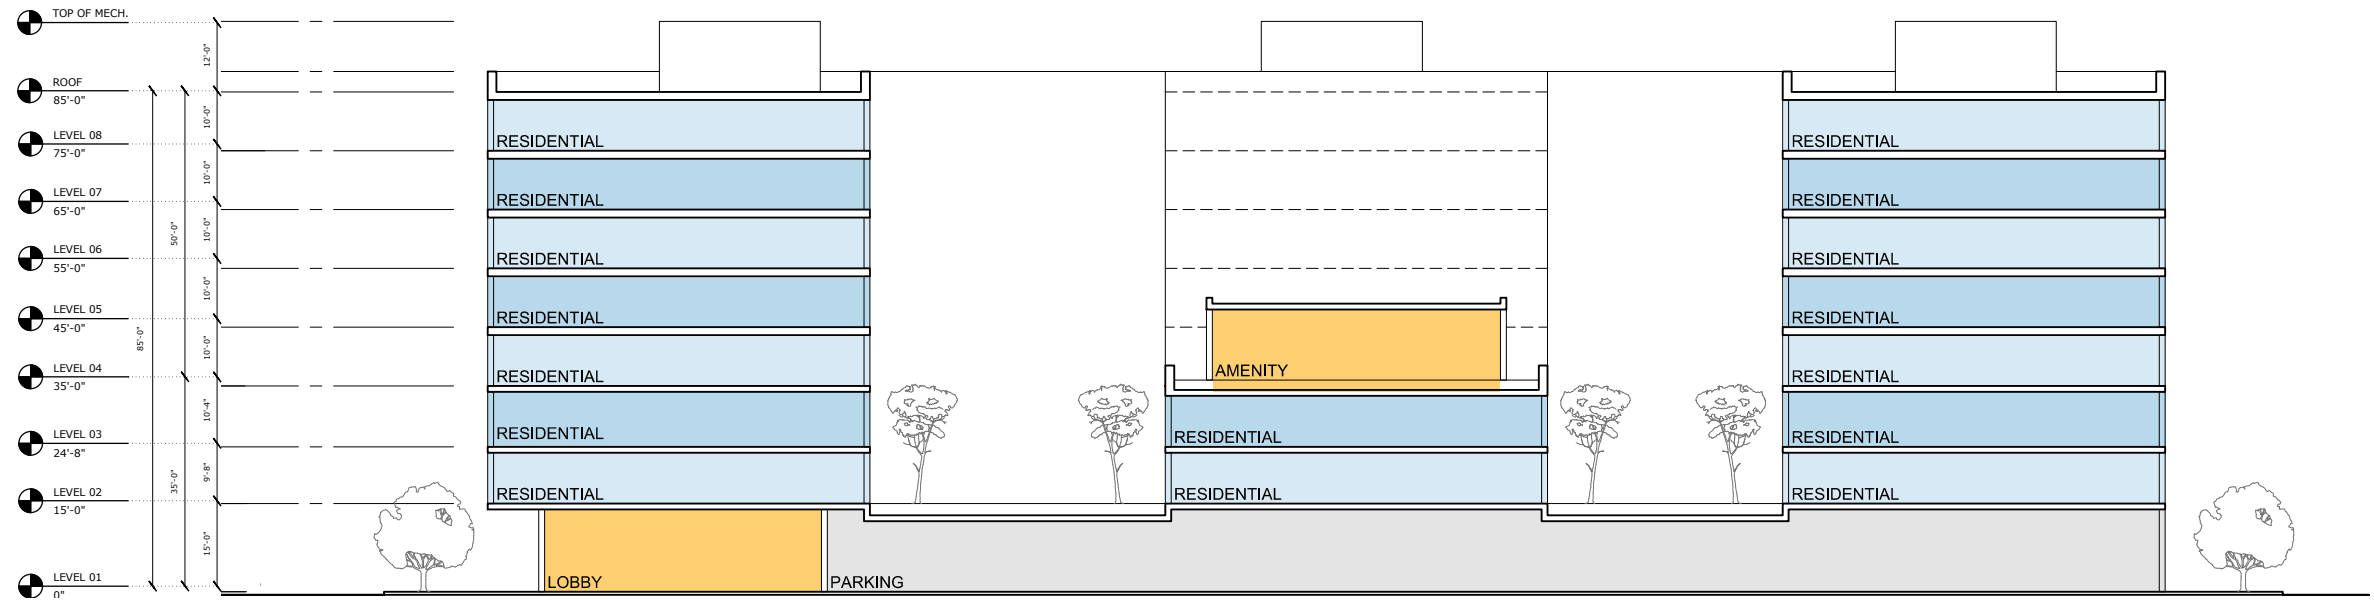 TOP OF MECH.
12'-0"
ROOF
85'-0"
10'-0"
RESIDENTIAL
RESIDENTIAL
LEVEL 08
75'-0"
10'-0"
RESIDENTIAL
RESIDENTIAL
LEVEL 07
65'-0"
50'-0"
10'-0"
RESIDENTIAL
RESIDENTIAL
LEVEL 06
55'-0"
10'-0"
RESIDENTIAL
RESIDENTIAL
LEVEL 05
45'-0"
85'-0"
10'-0"
RESIDENTIAL
AMENITY
RESIDENTIAL
LEVEL 04
35'-0"
10'-4"
RESIDENTIAL
RESIDENTIAL
RESIDENTIAL
LEVEL 03
24'-8"
35'-0"
9'-8"
RESIDENTIAL
RESIDENTIAL
RESIDENTIAL
LEVEL 02
15'-0"
15'-0"
LOBBY
PARKING
LEVEL 01
0"